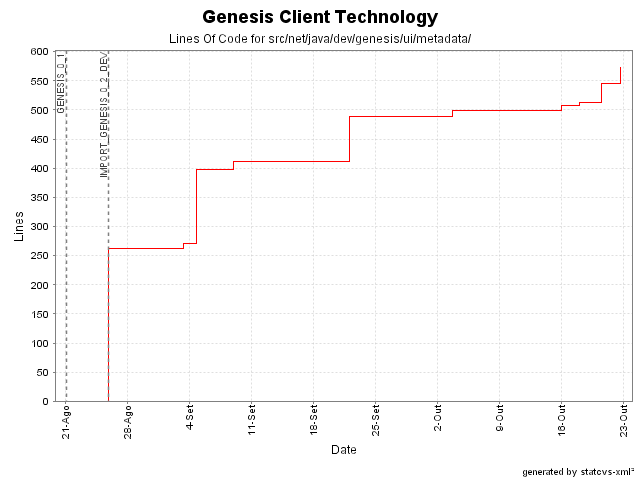 Genesis Client Technology
Lines Of Code for src/net/java/dev/genesis/ui/metadata/
600
550
500
450
400
350
300
250
200
150
100
50
0
Lines
GENESIS_0_1
IMPORT_GENESIS_0_2_DEV
21-Ago
28-Ago
4-Set
11-Set
18-Set
25-Set
2-Out
9-Out
16-Out
23-Out
Date
generated by statcvs-xml²